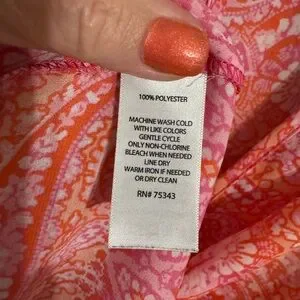 100% POLYESTER
MACHINE WASH COLD
WITH LIKE COLORS
GENTLE CYCLE
ONLY NON-CHLORINE
BLEACH WHEN NEEDED
LINE DRY
WARM IRON IF NEEDED
OR DRY CLEAN
RN# 75343